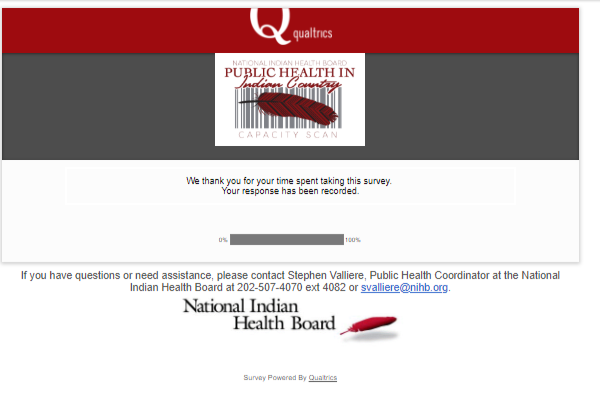 Q qualtrics
NATIONAL INDIAN HEALTH BOARD
PUBLIC HEALTH IN
Indian Country
CAPACITY SCAN
We thank you for your time spent taking this survey.
Your response has been recorded.
0% 100%
If you have questions or need assistance, please contact Stephen Valliere, Public Health Coordinator at the National
Indian Health Board at 202-507-4070 ext 4082 or svalliere@nihb.org.
National Indian
Health Board
Survey Powered By Qualtrics